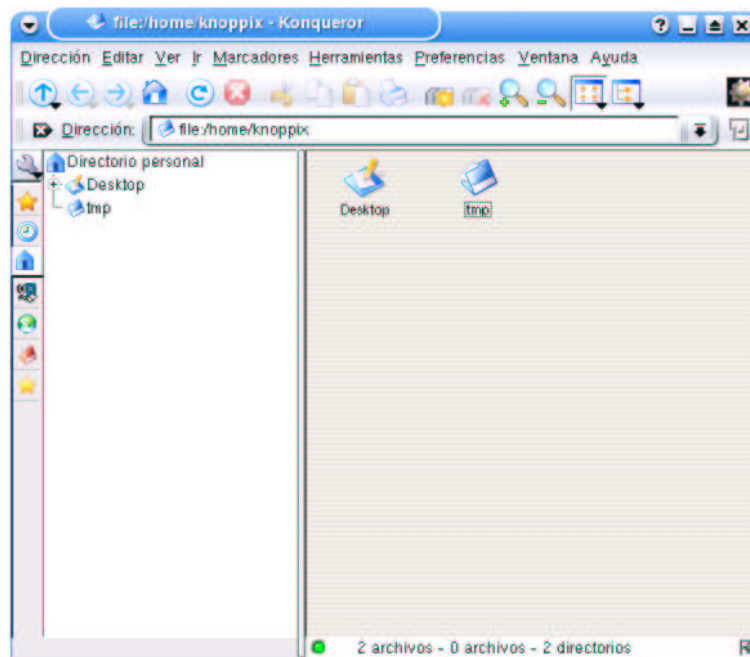 file:/home/knoppix - Konqueror
Dirección Editar Ver Ir Marcadores Herramientas Preferencias Ventana Ayuda
Dirección: file:/home/knoppix
Directorio personal
Desktop
tmp
Desktop tmp
2 archivos - 0 archivos - 2 directorios